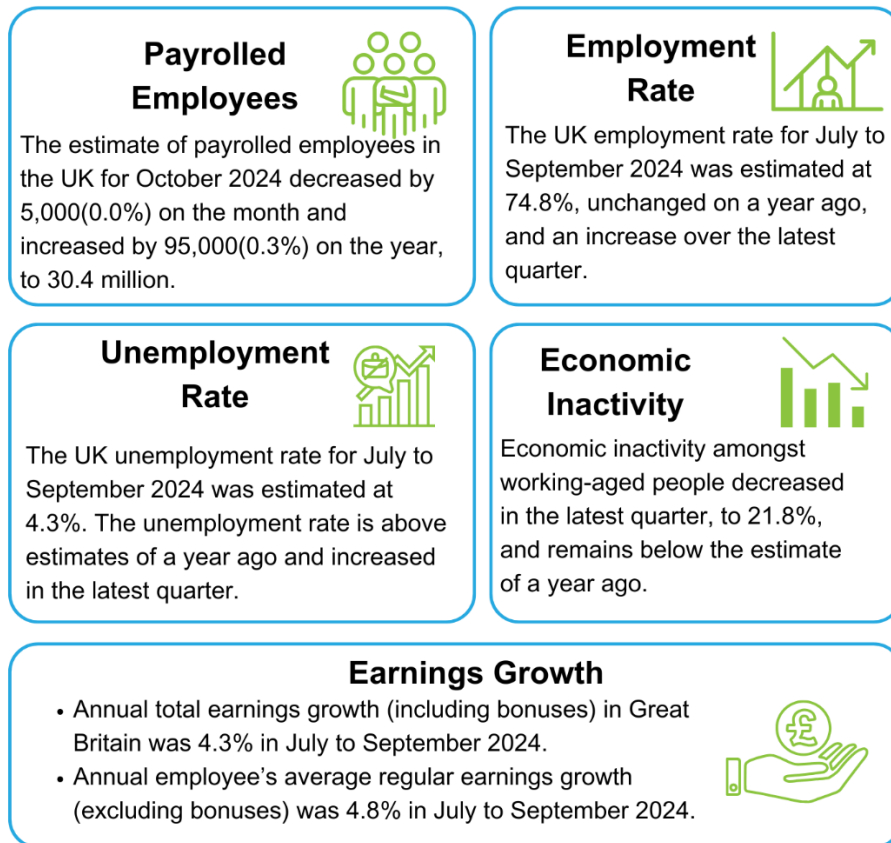 Payrolled
Employees
The estimate of payrolled employees in
the UK for October 2024 decreased by
5,000(0.0%) on the month and
increased by 95,000(0.3%) on the year,
to 30.4 million.
Employment
Rate
The UK employment rate for July to
September 2024 was estimated at
74.8%, unchanged on a year ago,
and an increase over the latest
quarter.
Unemployment
Rate
The UK unemployment rate for July to
September 2024 was estimated at
4.3%. The unemployment rate is above
estimates of a year ago and increased
in the latest quarter.
Economic
Inactivity
Economic inactivity amongst
working-aged people decreased
in the latest quarter, to 21.8%,
and remains below the estimate
of a year ago.
Earnings Growth
• Annual total earnings growth (including bonuses) in Great
Britain was 4.3% in July to September 2024.
• Annual employee’s average regular earnings growth
(excluding bonuses) was 4.8% in July to September 2024.
£